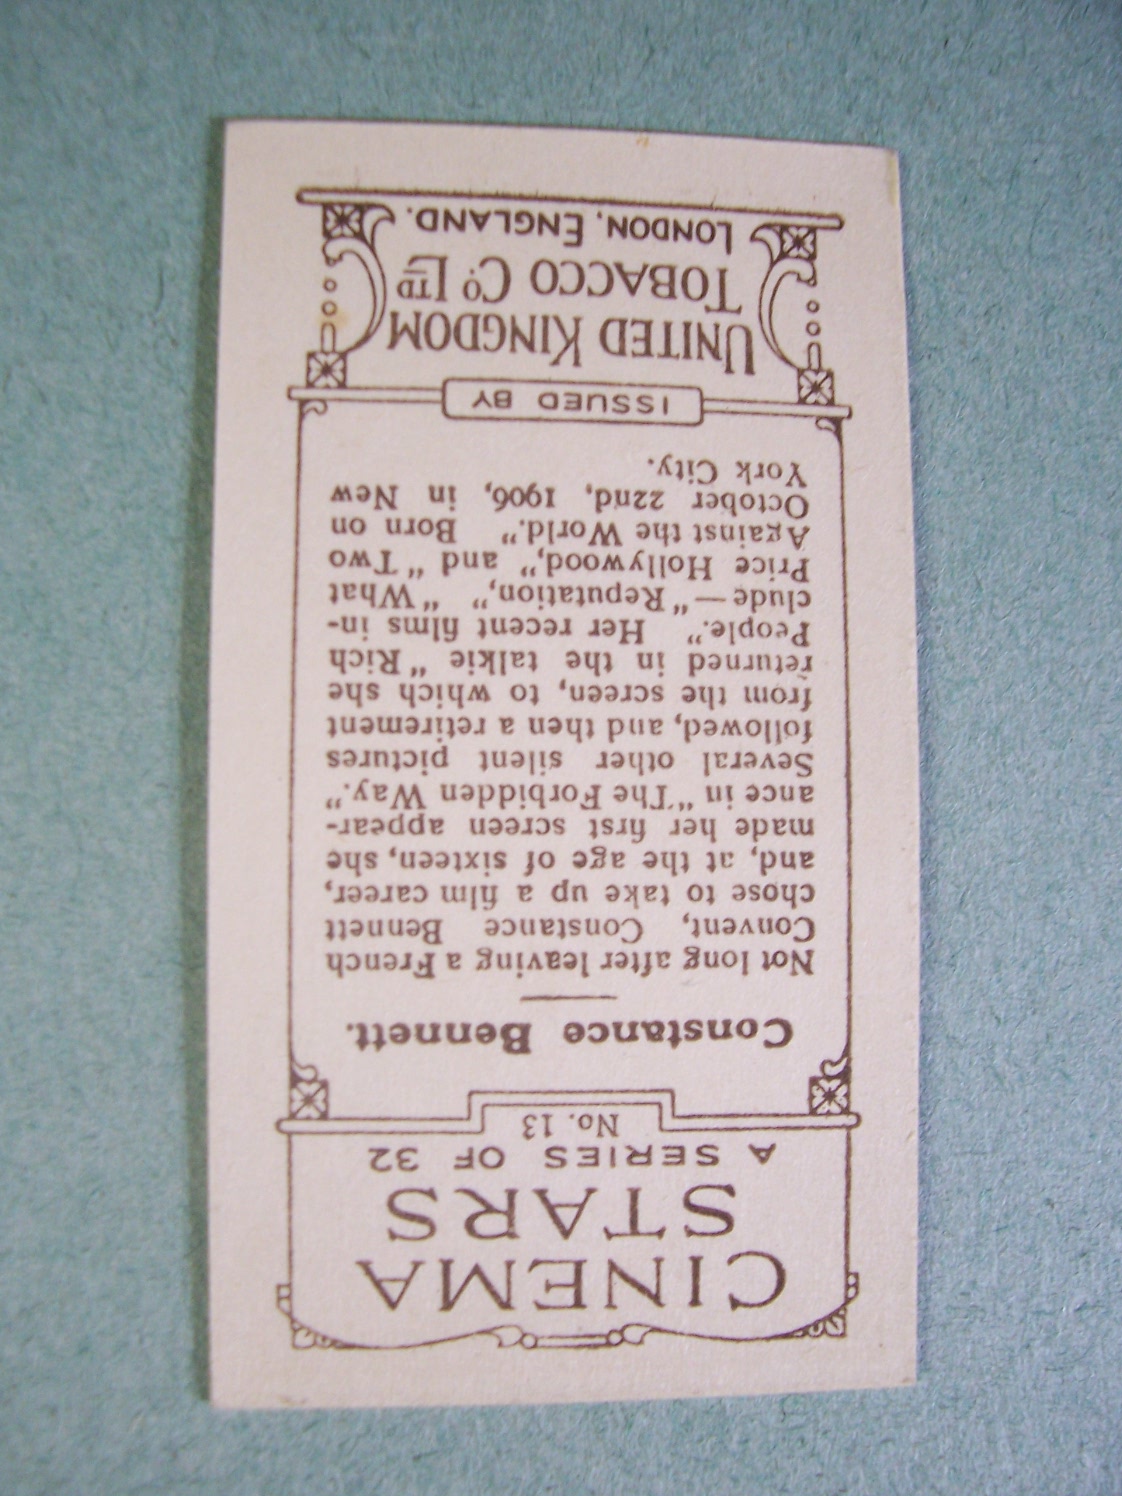 CINEMA
STARS
A SERIES OF 32
No. 13
Constance Bennett.
Not long after leaving a French
Convent, Constance Bennett
chose to take up a film career,
and, at the age of sixteen, she
made her first screen appear-
ance in "The Forbidden Way."
Several other silent pictures
followed, and then a retirement
from the screen, to which she
returned in the talkie "Rich
People." Her recent films in-
clude—"Reputation," "What
Price Hollywood," and "Two
Against the World." Born on
October 22nd, 1906, in New
York City.
ISSUED BY
UNITED KINGDOM
TOBACCO Co. LTD
LONDON, ENGLAND.